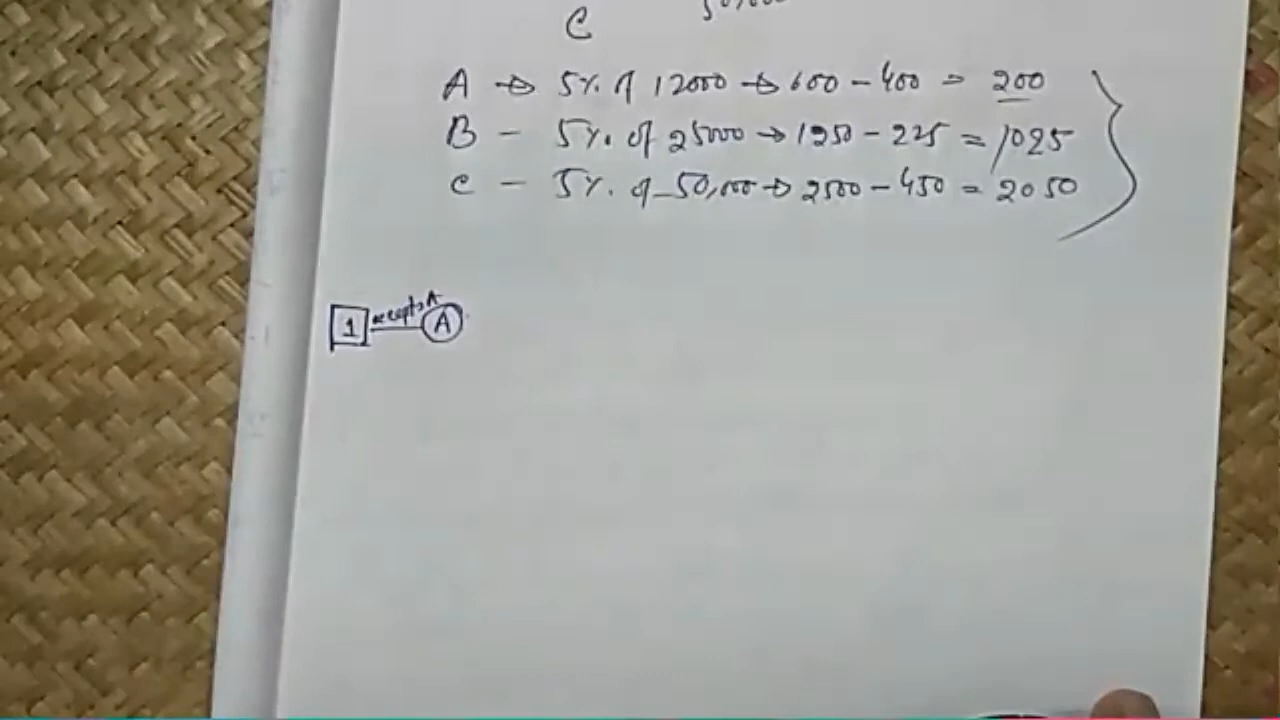 C
A → 5% of 12000 → 600 - 400 = 200
B - 5% of 25000 → 1250 - 225 = 1025
C - 5% of 50,000 → 2500 - 450 = 2050
1 accepts A A